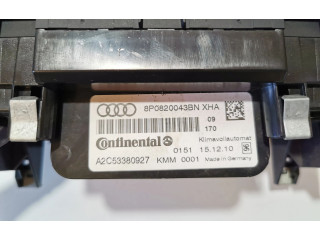 8P0820043BN XHA
09
170
Klimavollautomat
Continental
0151 15.12.10 S
A2C53380927 KMM 0001 Made in Germany